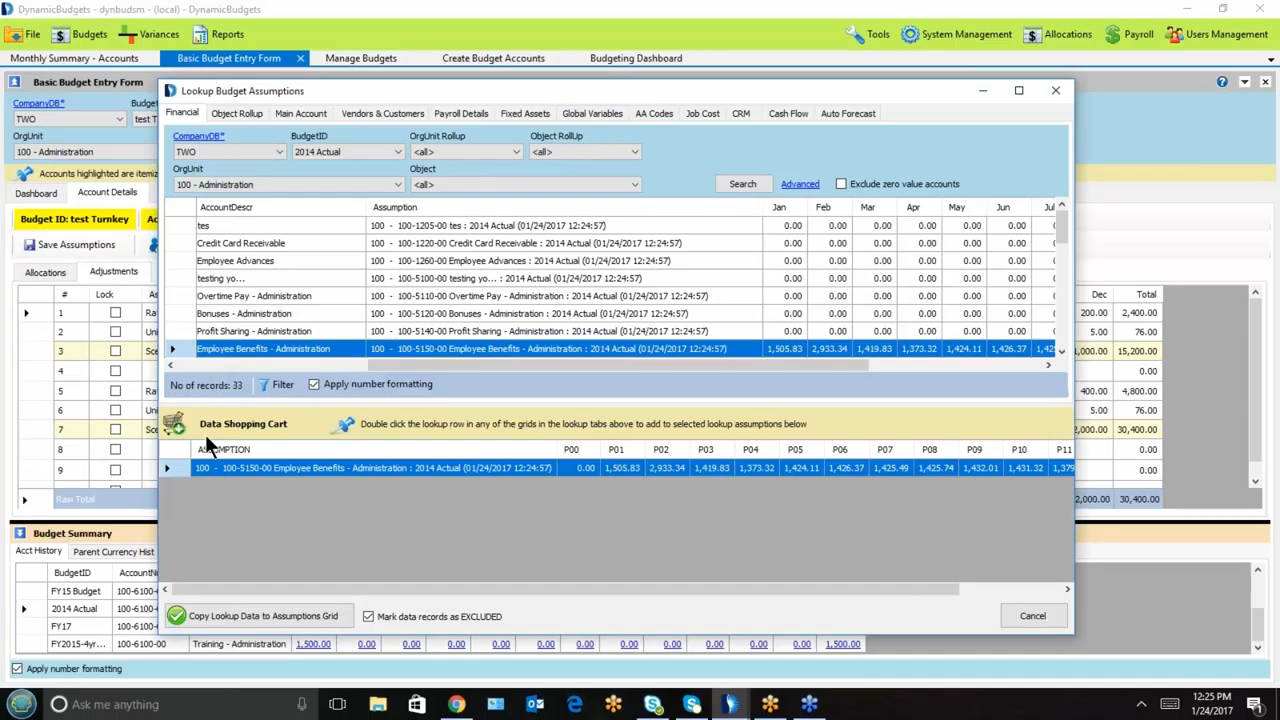 DynamicBudgets - dynbudsm - (local) - DynamicBudgets
File Budgets Variances Reports Tools System Management Allocations Payroll Users Management
Monthly Summary - Accounts Basic Budget Entry Form Manage Budgets Create Budget Accounts Budgeting Dashboard
Basic Budget Entry Form
CompanyDB*
TWO
OrgUnit
100 - Administration
Accounts highlighted are
Dashboard Account Details
Budget ID: test Turnkey
Save Assumptions
Allocations Adjustments
# Lock
1
2
3
4
5
6
7
8
9
Raw Total
Dec Total
200.00 2,400.00
5.00 76.00
15,200.00
0.00
400.00 4,800.00
5.00 76.00
30,400.00
0.00
0.00
30,400.00
Lookup Budget Assumptions
Financial Object Rollup Main Account Vendors & Customers Payroll Details Fixed Assets Global Variables AA Codes Job Cost CRM Cash Flow Auto Forecast
CompanyDB* BudgetID OrgUnit Rollup Object RollUp
TWO 2014 Actual <all> <all>
OrgUnit Object
100 - Administration <all> Search Advanced Exclude zero value accounts
AccountDescr Assumption Jan Feb Mar Apr May Jun
tes 100 - 100-1205-00 tes : 2014 Actual (01/24/2017 12:24:57) 0.00 0.00 0.00 0.00 0.00 0.00
Credit Card Receivable 100 - 100-1220-00 Credit Card Receivable : 2014 Actual (01/24/2017 12:24:57) 0.00 0.00 0.00 0.00 0.00 0.00
Employee Advances 100 - 100-1260-00 Employee Advances : 2014 Actual (01/24/2017 12:24:57) 0.00 0.00 0.00 0.00 0.00 0.00
testing yo... 100 - 100-5100-00 testing yo... : 2014 Actual (01/24/2017 12:24:57) 0.00 0.00 0.00 0.00 0.00 0.00
Overtime Pay - Administration 100 - 100-5110-00 Overtime Pay - Administration : 2014 Actual (01/24/2017 12:24:57) 0.00 0.00 0.00 0.00 0.00 0.00
Bonuses - Administration 100 - 100-5120-00 Bonuses - Administration : 2014 Actual (01/24/2017 12:24:57) 0.00 0.00 0.00 0.00 0.00 0.00
Profit Sharing - Administration 100 - 100-5140-00 Profit Sharing - Administration : 2014 Actual (01/24/2017 12:24:57) 0.00 0.00 0.00 0.00 0.00 0.00
Employee Benefits - Administration 100 - 100-5150-00 Employee Benefits - Administration : 2014 Actual (01/24/2017 12:24:57) 1,505.83 2,933.34 1,419.83 1,373.32 1,424.11 1,426.37
No of records: 33 Filter Apply number formatting
Data Shopping Cart Double click the lookup row in any of the grids in the lookup tabs above to add to selected lookup assumptions below
ASSUMPTION P00 P01 P02 P03 P04 P05 P06 P07 P08 P09 P10 P11
100 - 100-5150-00 Employee Benefits - Administration : 2014 Actual (01/24/2017 12:24:57) 0.00 1,505.83 2,933.34 1,419.83 1,373.32 1,424.11 1,426.37 1,425.49 1,425.74 1,432.01 1,431.32
Copy Lookup Data to Assumptions Grid Mark data records as EXCLUDED Cancel
Budget Summary
Acct History Parent Currency Hist
BudgetID
FY15 Budget 100-6100-
2014 Actual 100-6100-
FY17 100-6100-
FY2015-4yr... 100-6100-00 Training - Administration 1,500.00 0.00 0.00 0.00 0.00 0.00 0.00 0.00 0.00 0.00 1,500.00
Apply number formatting
Ask me anything
12:25 PM
1/24/2017